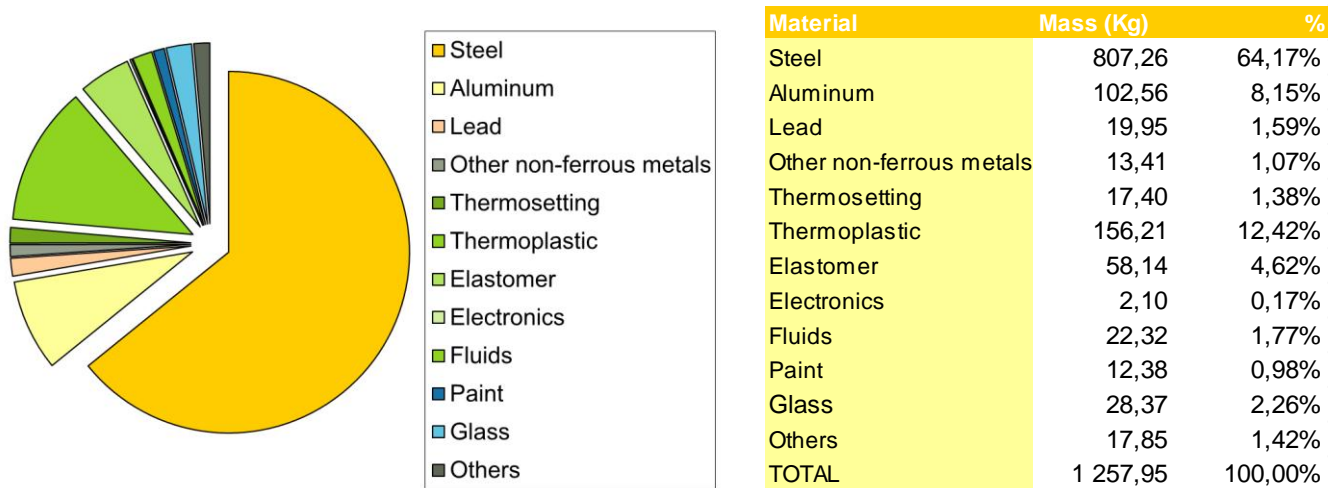 Steel
Aluminum
Lead
Other non-ferrous metals
Thermosetting
Thermoplastic
Elastomer
Electronics
Fluids
Paint
Glass
Others
Material Mass (Kg) %
Steel 807,26 64,17%
Aluminum 102,56 8,15%
Lead 19,95 1,59%
Other non-ferrous metals 13,41 1,07%
Thermosetting 17,40 1,38%
Thermoplastic 156,21 12,42%
Elastomer 58,14 4,62%
Electronics 2,10 0,17%
Fluids 22,32 1,77%
Paint 12,38 0,98%
Glass 28,37 2,26%
Others 17,85 1,42%
TOTAL 1 257,95 100,00%